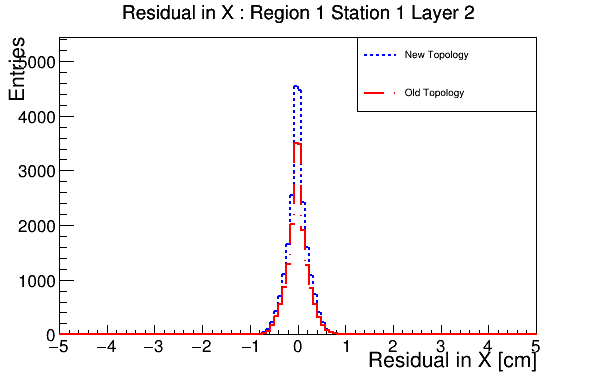 Residual in X : Region 1 Station 1 Layer 2
Entries
5000
4000
3000
2000
1000
0
New Topology
Old Topology
−5 −4 −3 −2 −1 0 1 2 3 4 5
Residual in X [cm]